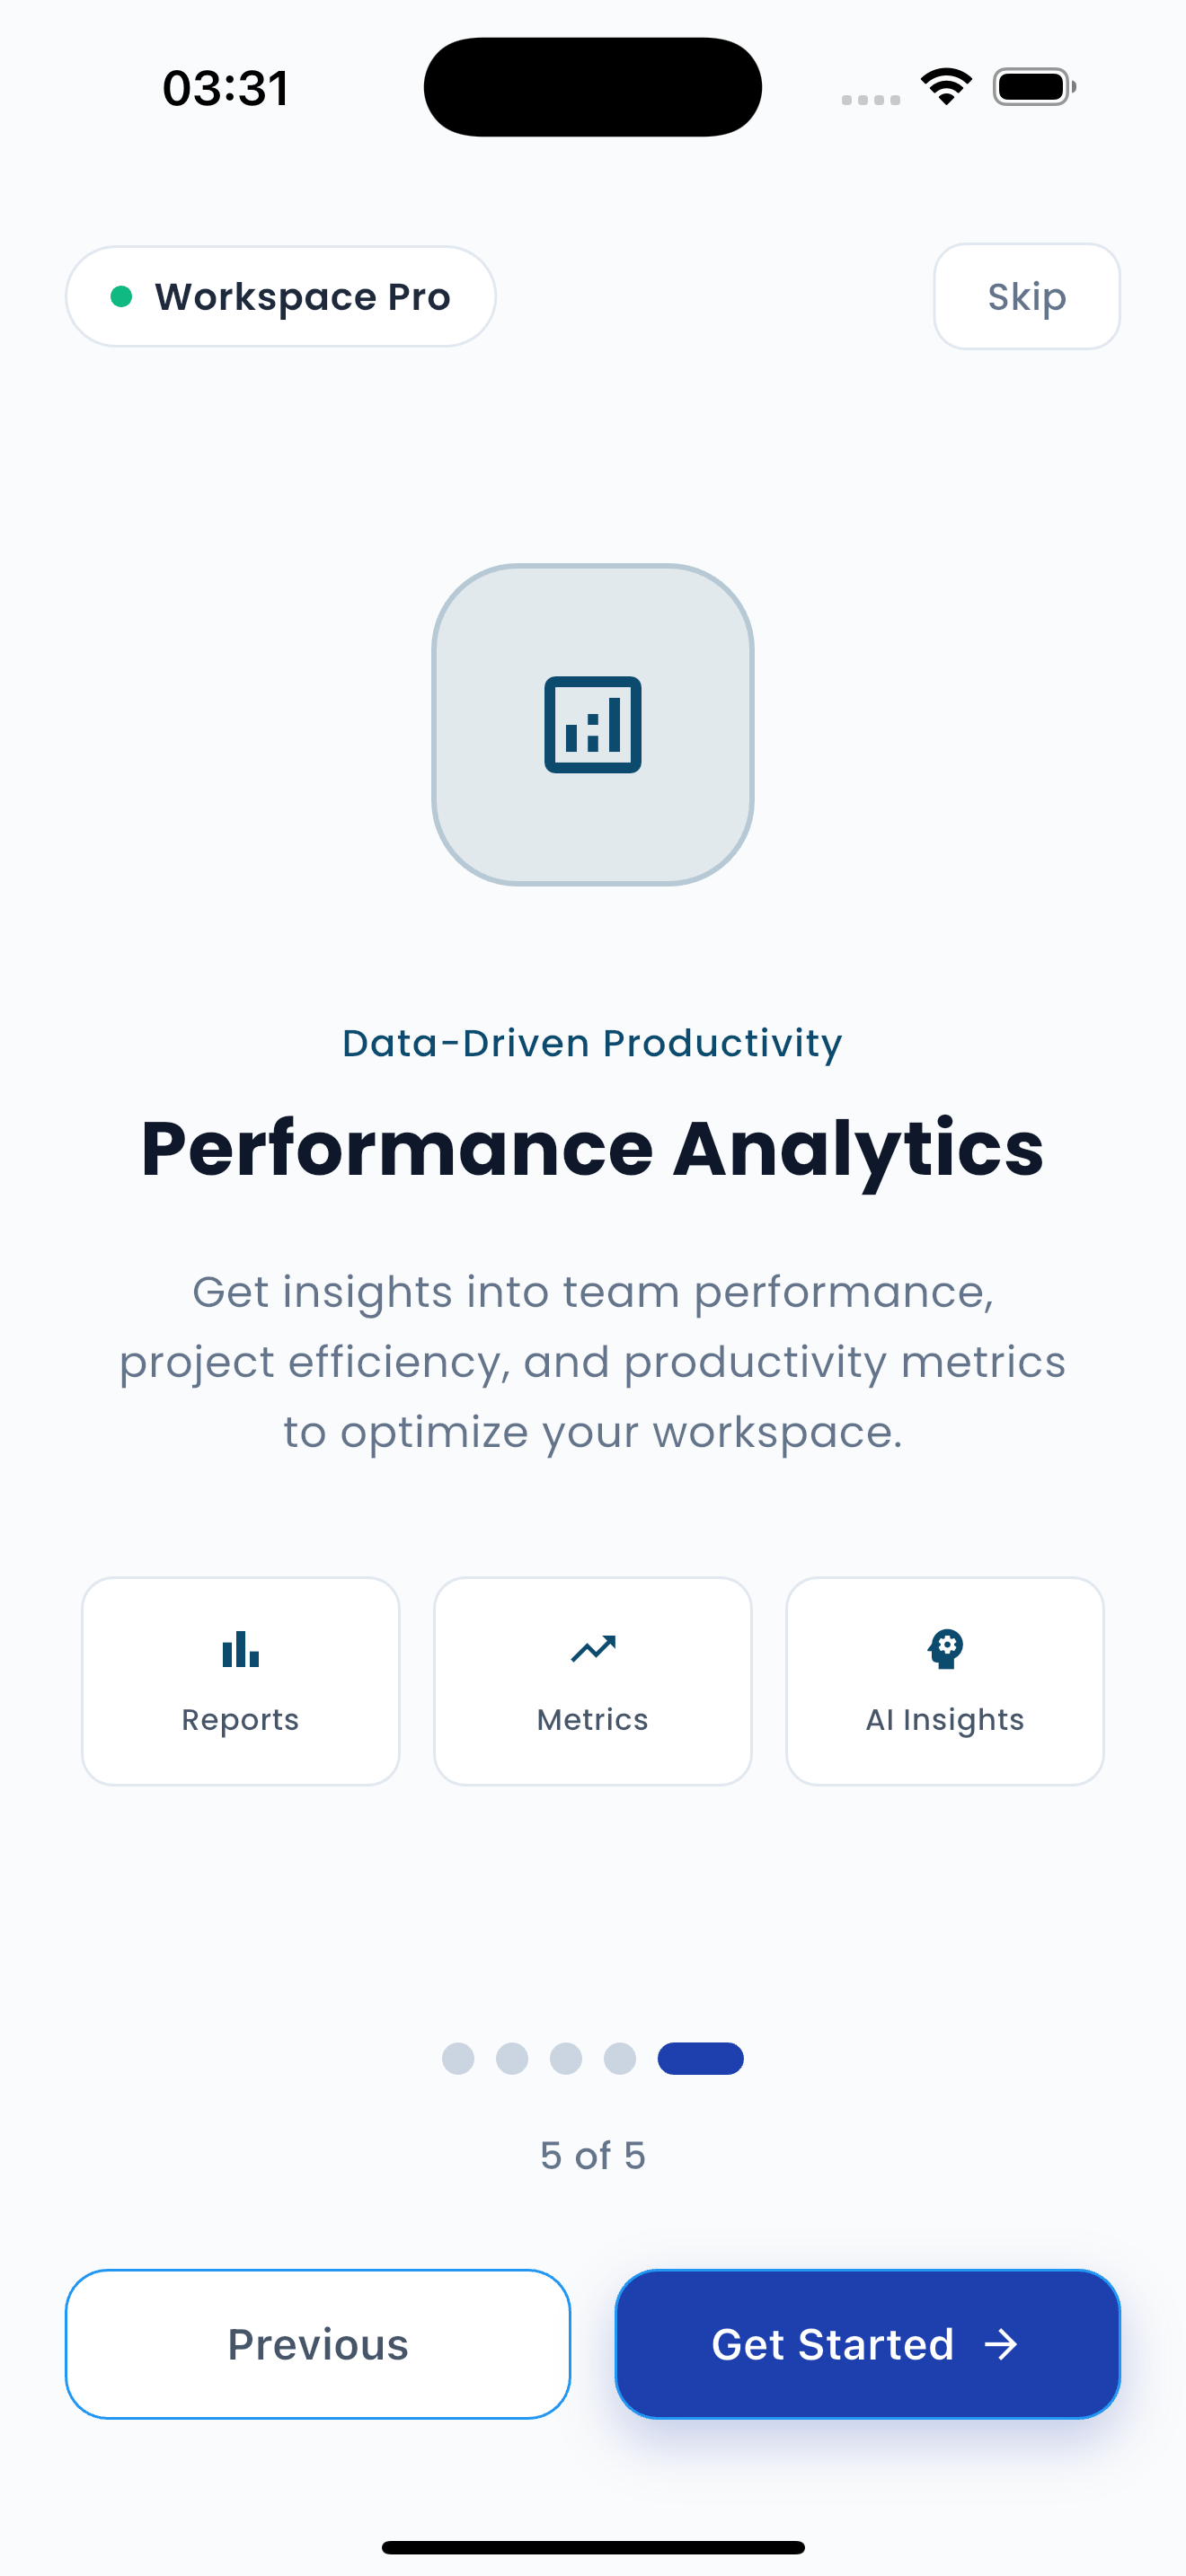 03:31
Workspace Pro
Skip
Data-Driven Productivity
Performance Analytics
Get insights into team performance,
project efficiency, and productivity metrics
to optimize your workspace.
Reports
Metrics
AI Insights
5 of 5
Previous
Get Started